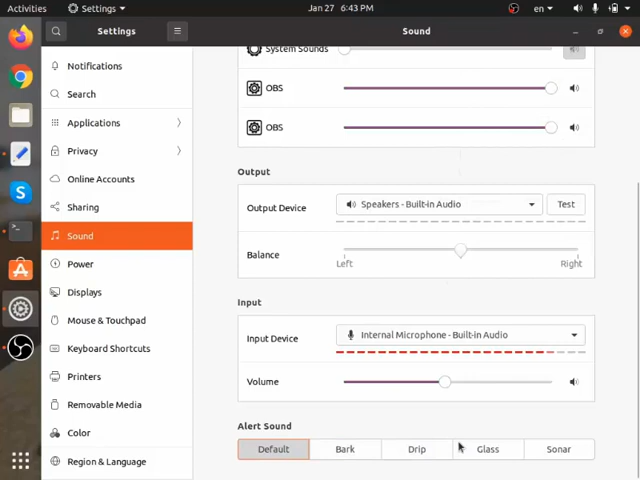 Activities Settings Jan 27 6:43 PM en
Settings Sound
Notifications
Search
Applications
Privacy
Online Accounts
Sharing
Sound
Power
Displays
Mouse & Touchpad
Keyboard Shortcuts
Printers
Removable Media
Color
Region & Language
System Sounds
OBS
OBS
Output
Output Device Speakers - Built-in Audio Test
Balance
Left Right
Input
Input Device Internal Microphone - Built-in Audio
Volume
Alert Sound
Default Bark Drip Glass Sonar